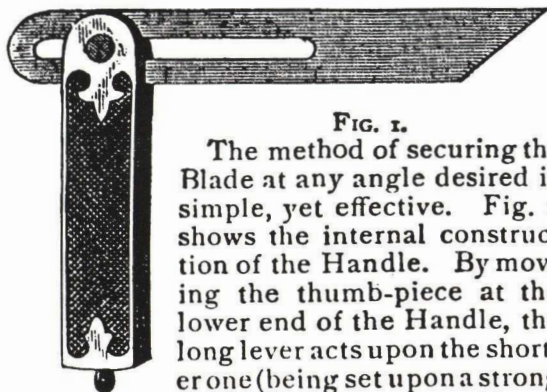 FIG. 1.
The method of securing th
Blade at any angle desired i
simple, yet effective. Fig.
shows the internal construc
tion of the Handle. By mov
ing the thumb-piece at th
lower end of the Handle, th
long lever acts upon the short
er one (being set upon a strong